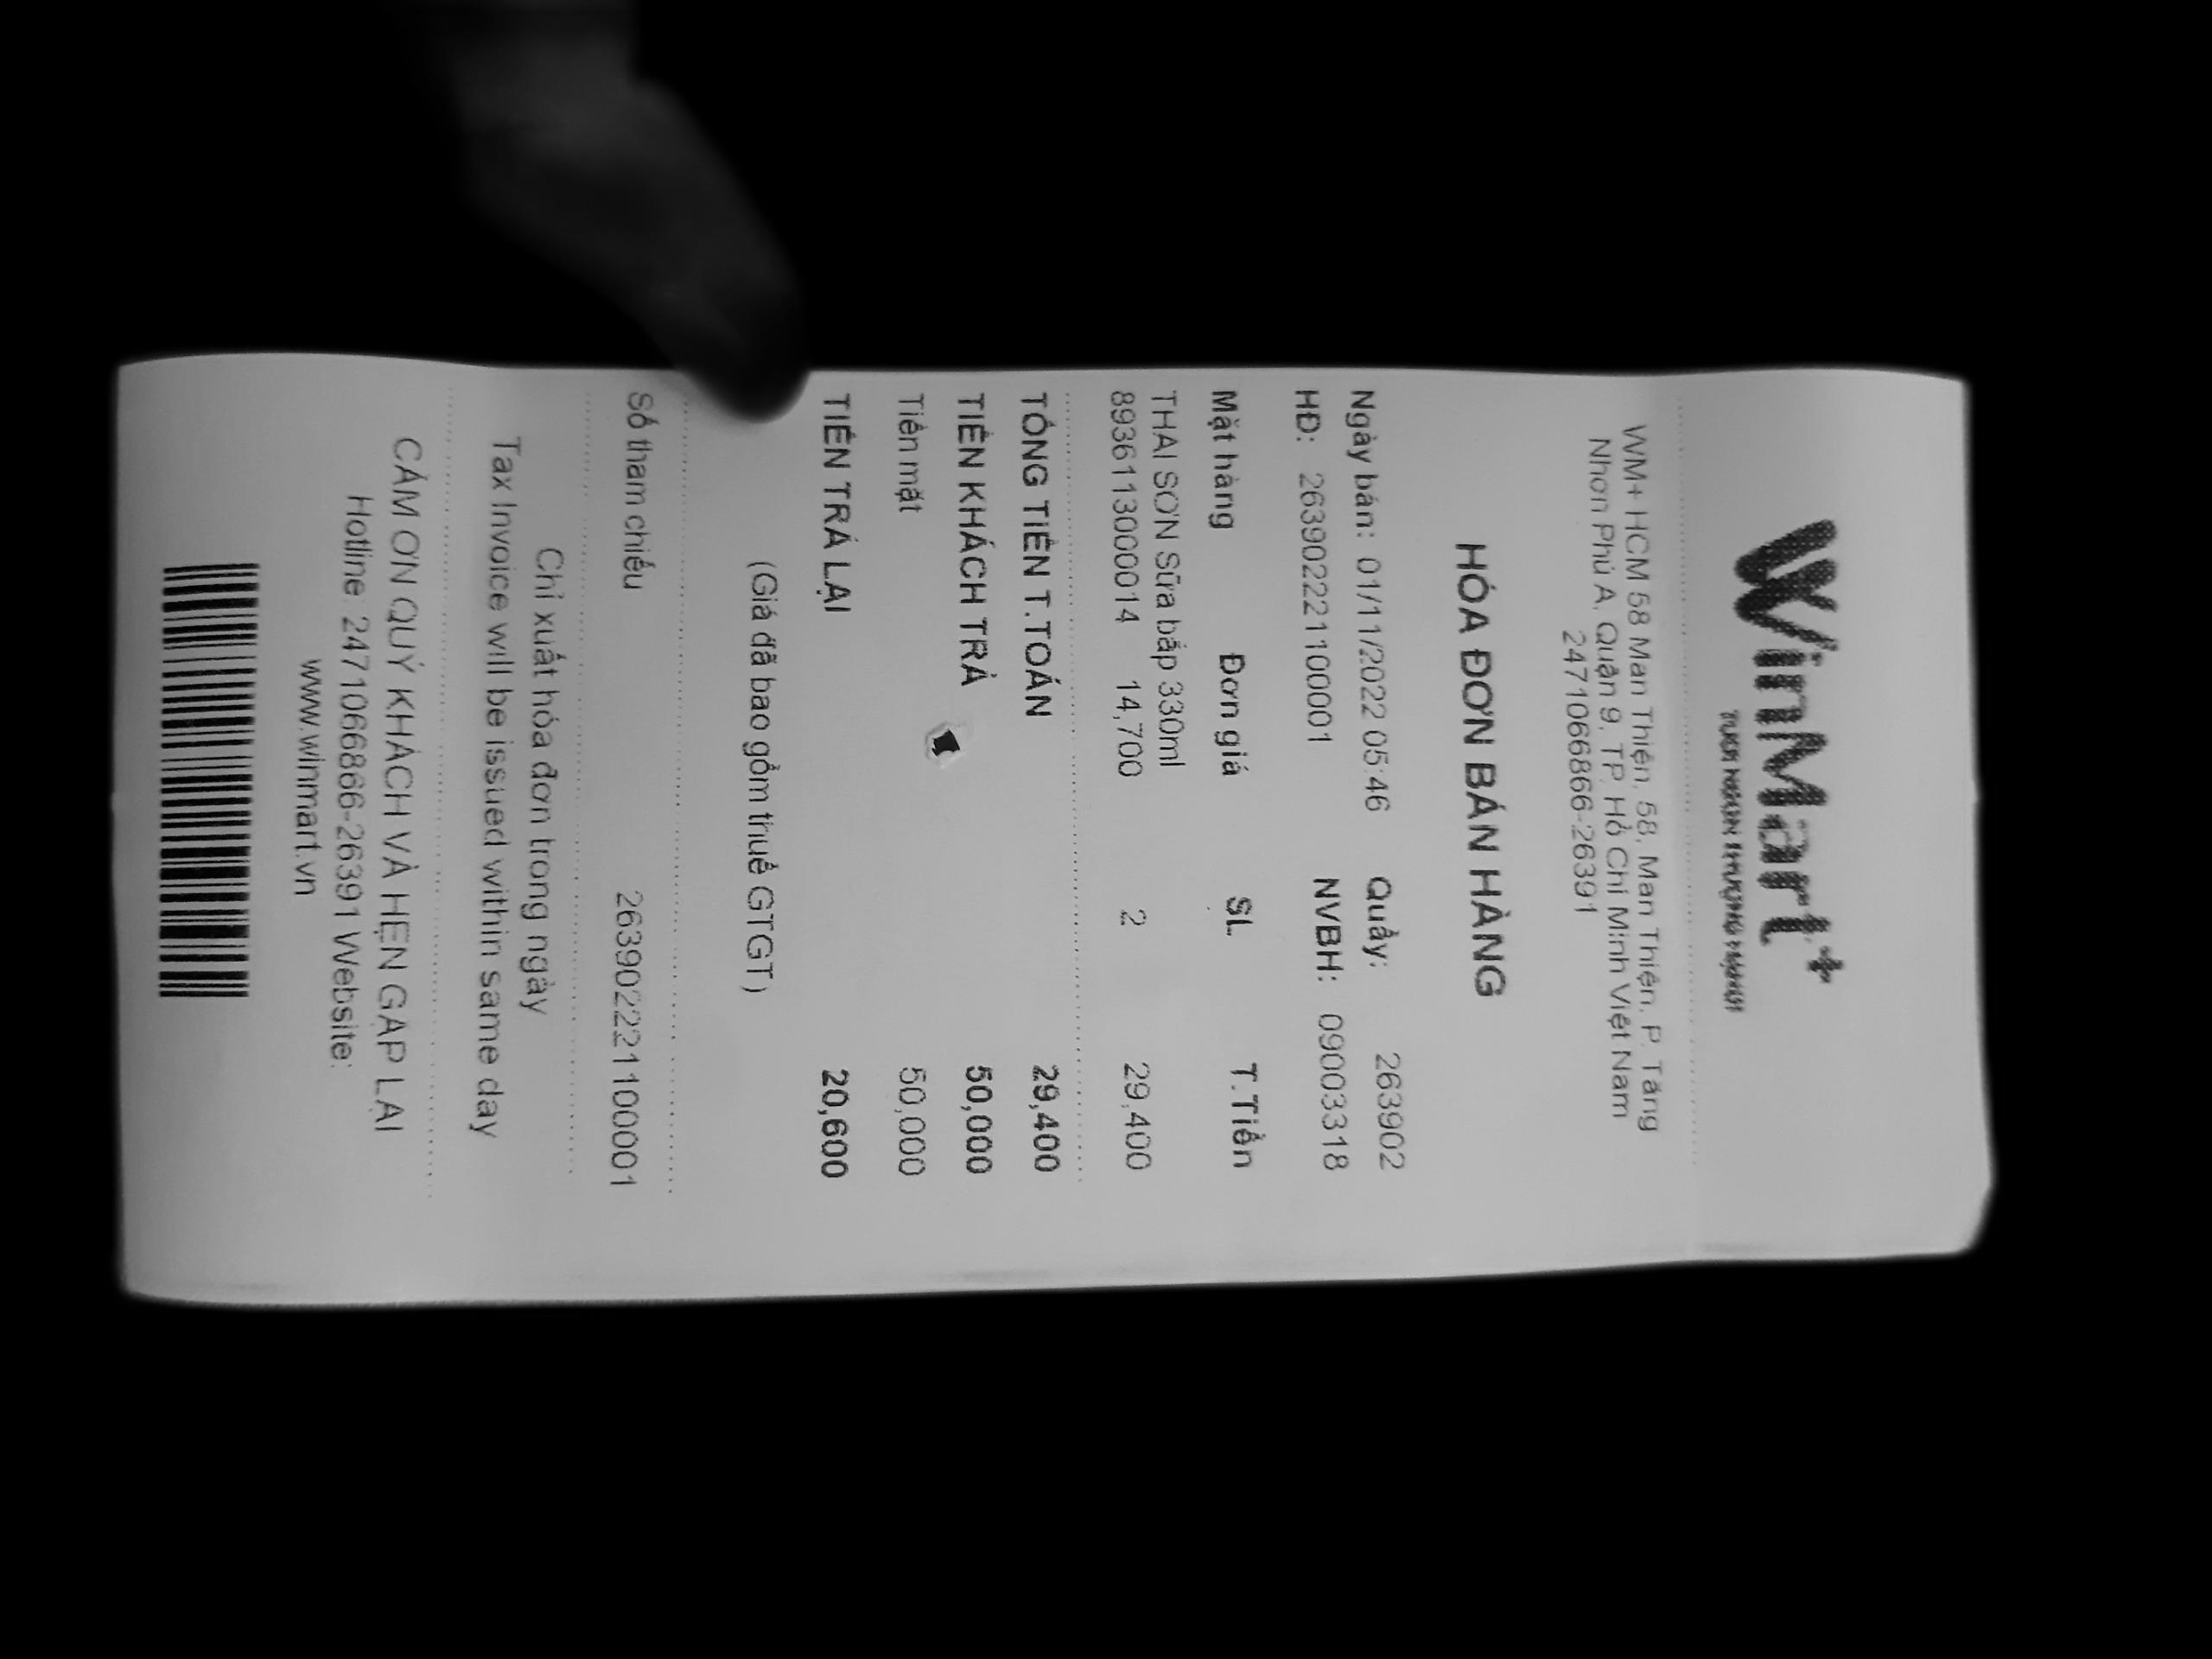 WinMart+
WM+ HCM 58 Man Thiện, 58, Man Thiện, P. Tăng
Nhơn Phú A, Quận 9, TP. Hồ Chí Minh Việt Nam
2471066866-26391
HÓA ĐƠN BÁN HÀNG
Ngày bán: 01/11/2022 05:46 Quầy: 263902
HĐ: 263902221100001 NVBH: 09003318
Mặt hàng Đơn giá SL T.Tiền
THAI SƠN Sữa bắp 330ml
8936113000014 14,700 2 29,400
TỔNG TIỀN T.TOÁN 29,400
TIỀN KHÁCH TRẢ 50,000
Tiền mặt 50,000
TIỀN TRẢ LẠI 20,600
(Giá đã bao gồm thuế GTGT)
Số tham chiếu 263902221100001
Chỉ xuất hóa đơn trong ngày
Tax Invoice will be issued within same day
CẢM ƠN QUÝ KHÁCH VÀ HẸN GẶP LẠI
Hotline: 2471066866-26391 Website:
www.winmart.vn